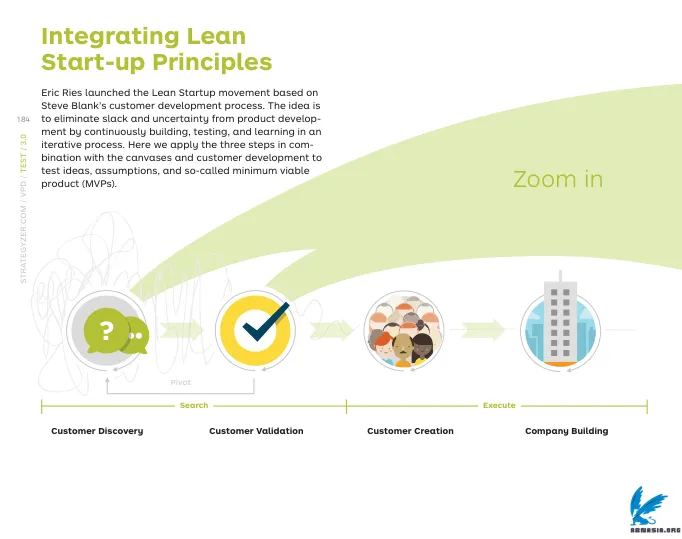 Integrating Lean
Start-up Principles
Eric Ries launched the Lean Startup movement based on
Steve Blank's customer development process. The idea is
to eliminate slack and uncertainty from product develop-
ment by continuously building, testing, and learning in an
iterative process. Here we apply the three steps in com-
bination with the canvases and customer development to
test ideas, assumptions, and so-called minimum viable
product (MVPs).
184
STRATEGYZER.COM / VPD / TEST / 3.0
Zoom in
?
Pivot
Search
Execute
Customer Discovery
Customer Validation
Customer Creation
Company Building
ARMASIA.ORG